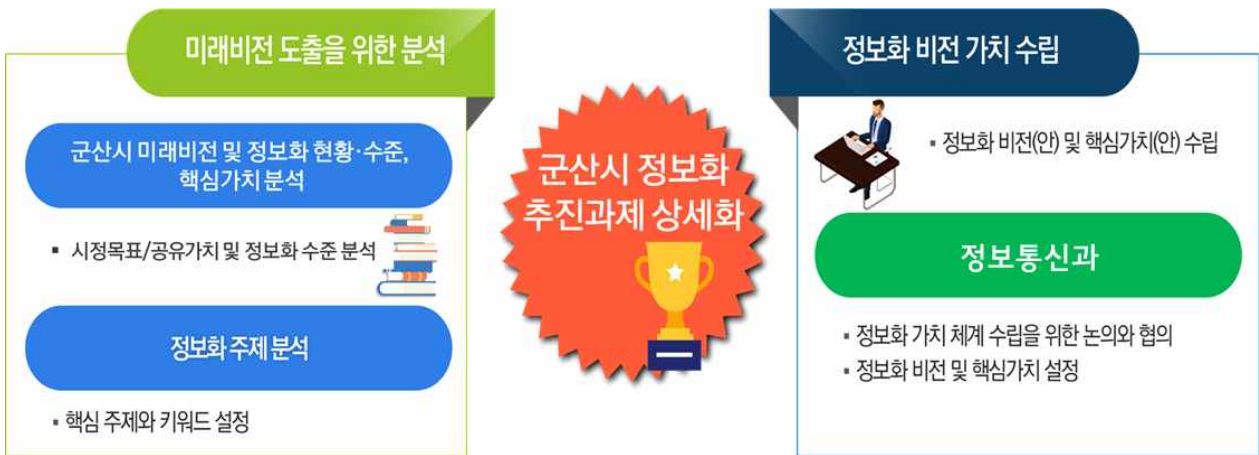 미래비전 도출을 위한 분석
군산시 미래비전 및 정보화 현황·수준,
핵심가치 분석
▪ 시정목표/공유가치 및 정보화 수준 분석
정보화 주제 분석
▪ 핵심 주제와 키워드 설정
군산시 정보화
추진과제 상세화
정보화 비전 가치 수립
▪ 정보화 비전(안) 및 핵심가치(안) 수립
정보통신과
▪ 정보화 가치 체계 수립을 위한 논의와 협의
▪ 정보화 비전 및 핵심가치 설정